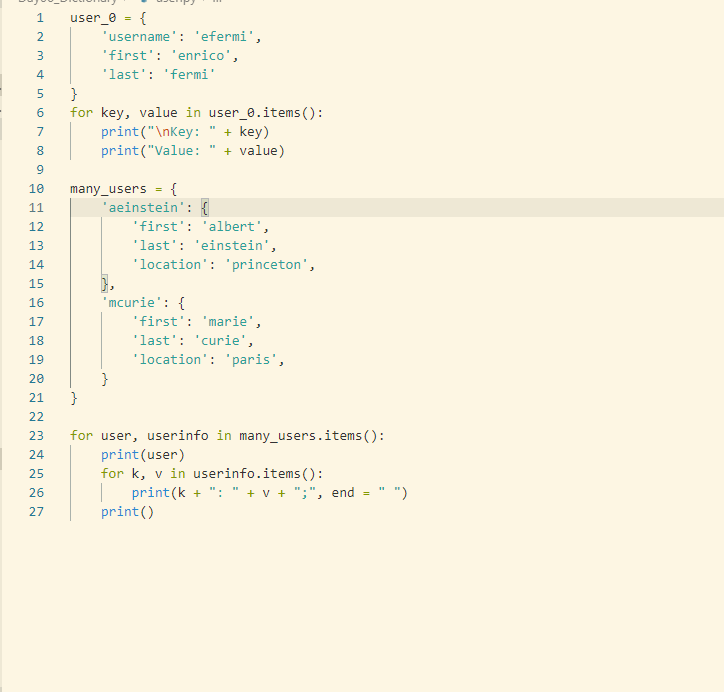 1 user_0 = {
2     'username': 'efermi',
3     'first': 'enrico',
4     'last': 'fermi'
5 }
6 for key, value in user_0.items():
7     print("\nKey: " + key)
8     print("Value: " + value)
9
10 many_users = {
11     'aeinstein': {
12         'first': 'albert',
13         'last': 'einstein',
14         'location': 'princeton',
15     },
16     'mcurie': {
17         'first': 'marie',
18         'last': 'curie',
19         'location': 'paris',
20     }
21 }
22
23 for user, userinfo in many_users.items():
24     print(user)
25     for k, v in userinfo.items():
26         print(k + ": " + v + ";", end = " ")
27     print()